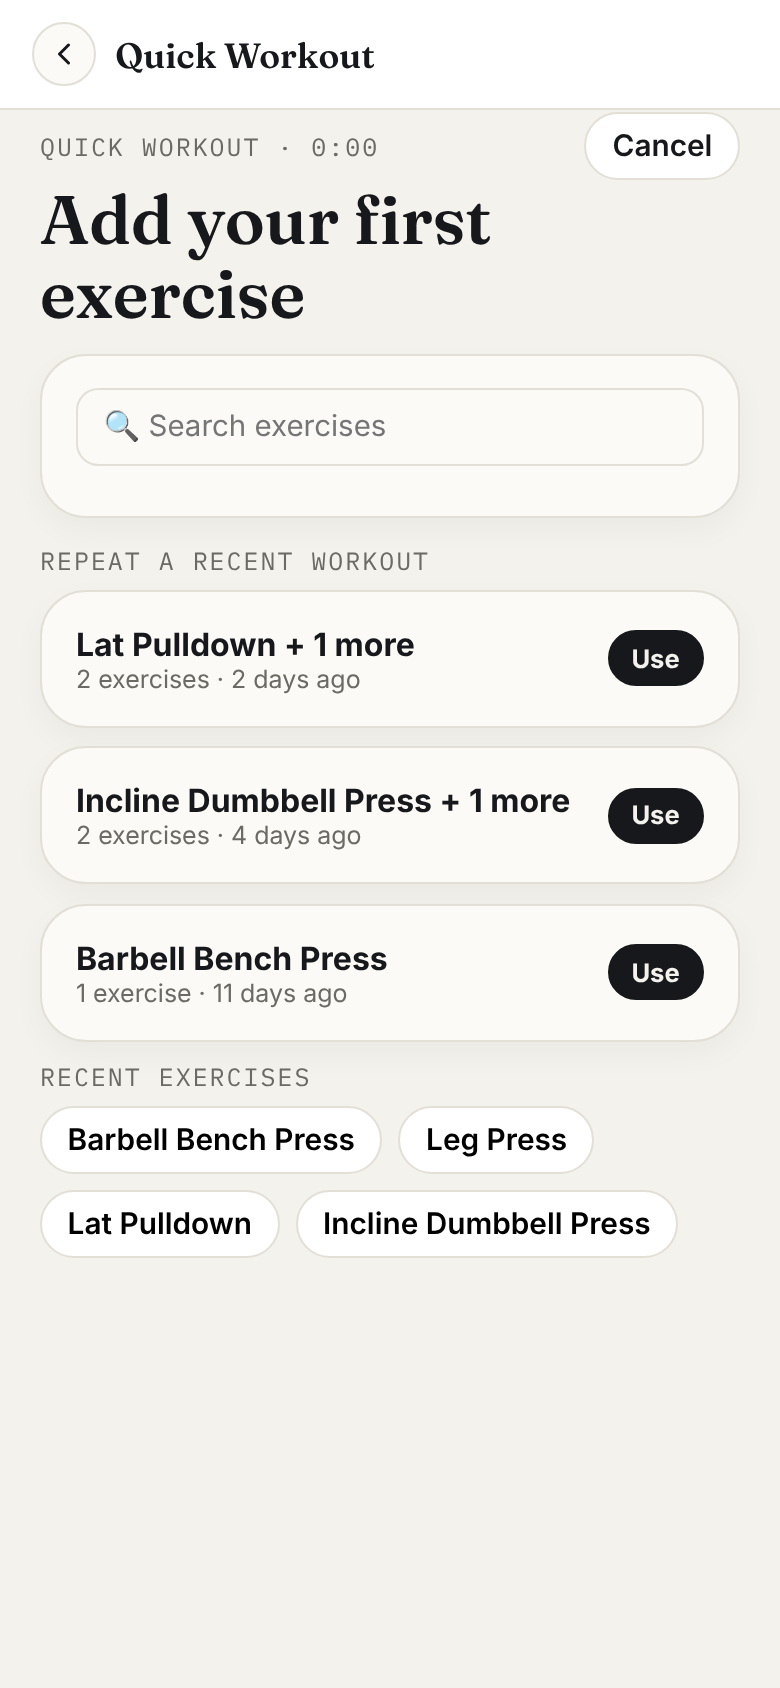 Quick Workout
QUICK WORKOUT · 0:00
Cancel
Add your first
exercise
🔍 Search exercises
REPEAT A RECENT WORKOUT
Lat Pulldown + 1 more
2 exercises · 2 days ago
Use
Incline Dumbbell Press + 1 more
2 exercises · 4 days ago
Use
Barbell Bench Press
1 exercise · 11 days ago
Use
RECENT EXERCISES
Barbell Bench Press
Leg Press
Lat Pulldown
Incline Dumbbell Press